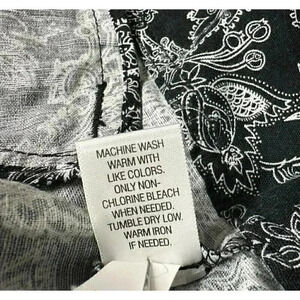 MACHINE WASH
WARM WITH
LIKE COLORS.
ONLY NON-
CHLORINE BLEACH
WHEN NEEDED.
TUMBLE DRY LOW.
WARM IRON
IF NEEDED.